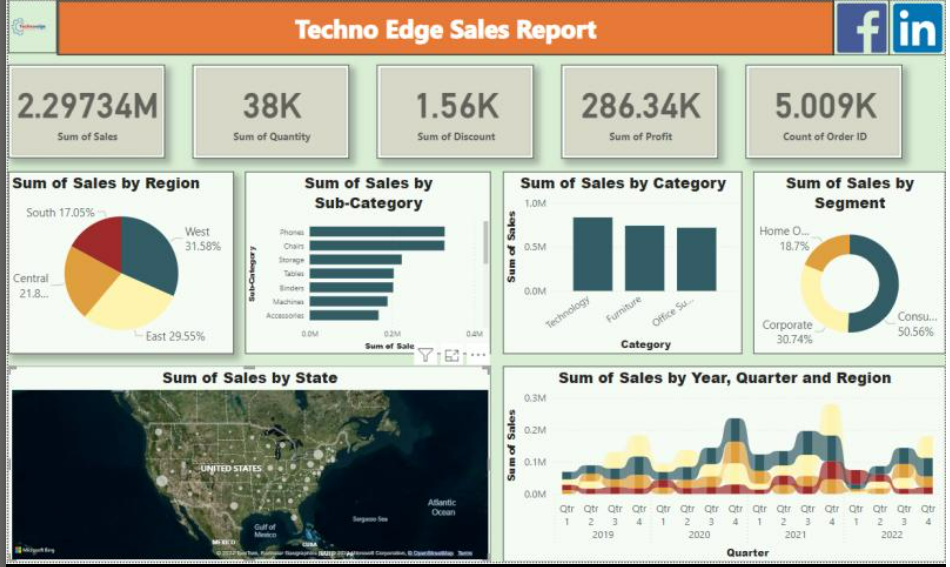 Techno Edge Sales Report
in
2.29734M
Sum of Sales
38K
Sum of Quantity
1.56K
Sum of Discount
286.34K
Sum of Profit
5.009K
Count of Order ID
Sum of Sales by Region
South 17.05%
West
31.58%
Central
21.8...
East 29.55%
Sum of Sales by
Sub-Category
Sub-Category
Phones
Chairs
Storage
Tables
Binders
Machines
Accessories
0.0M 0.2M 0.4M
Sum of Sale
Sum of Sales by Category
Sum of Sales
1.0M
0.5M
0.0M
Technology
Furniture
Office Su...
Category
Sum of Sales by
Segment
Home O...
18.7%
Corporate
30.74%
Consu...
50.56%
Sum of Sales by State
UNITED STATES
Atlantic
Ocean
Sargasso Sea
Gulf of
Mexico
MEXICO
CUBA
Microsoft Bing
Microsoft Corporation, © OpenStreetMap Terms
Sum of Sales by Year, Quarter and Region
Sum of Sales
0.3M
0.2M
0.1M
0.0M
Qtr Qtr Qtr Qtr Qtr Qtr Qtr Qtr Qtr Qtr Qtr Qtr Qtr Qtr Qtr Qtr
1 2 3 4 1 2 3 4 1 2 3 4 1 2 3 4
2019 2020 2021 2022
Quarter